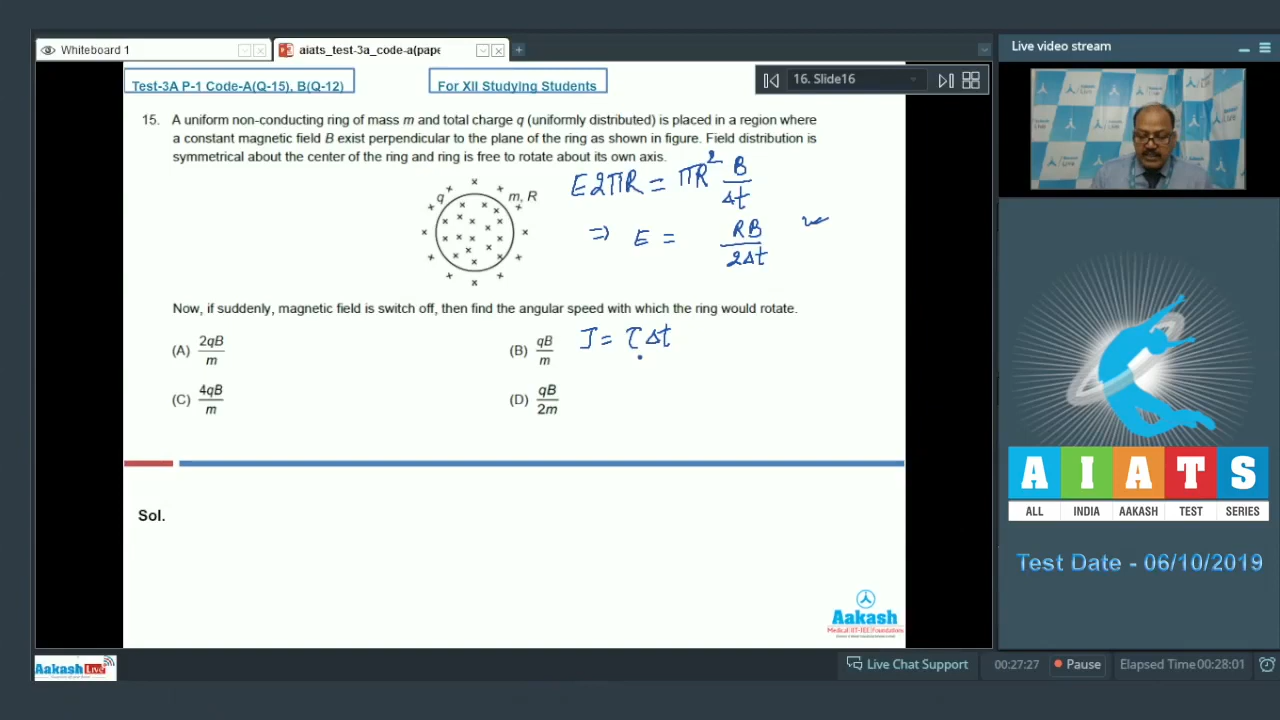 Whiteboard 1
aiats_test-3a_code-a(pape
Live video stream
Test-3A P-1 Code-A(Q-15), B(Q-12)
For XII Studying Students
16. Slide16
15. A uniform non-conducting ring of mass m and total charge q (uniformly distributed) is placed in a region where
a constant magnetic field B exist perpendicular to the plane of the ring as shown in figure. Field distribution is
symmetrical about the center of the ring and ring is free to rotate about its own axis.
E2πR = πR² B/Δt
q
m, R
⇒ E = RB/2Δt
Now, if suddenly, magnetic field is switch off, then find the angular speed with which the ring would rotate.
J = τΔt
(A) 2qB/m
(B) qB/m
(C) 4qB/m
(D) qB/2m
AIATS
ALL INDIA AAKASH TEST SERIES
Sol.
Test Date - 06/10/2019
Aakash
Medical|IIT-JEE|Foundations
Aakash Live
Live Chat Support
00:27:27
Pause
Elapsed Time 00:28:01